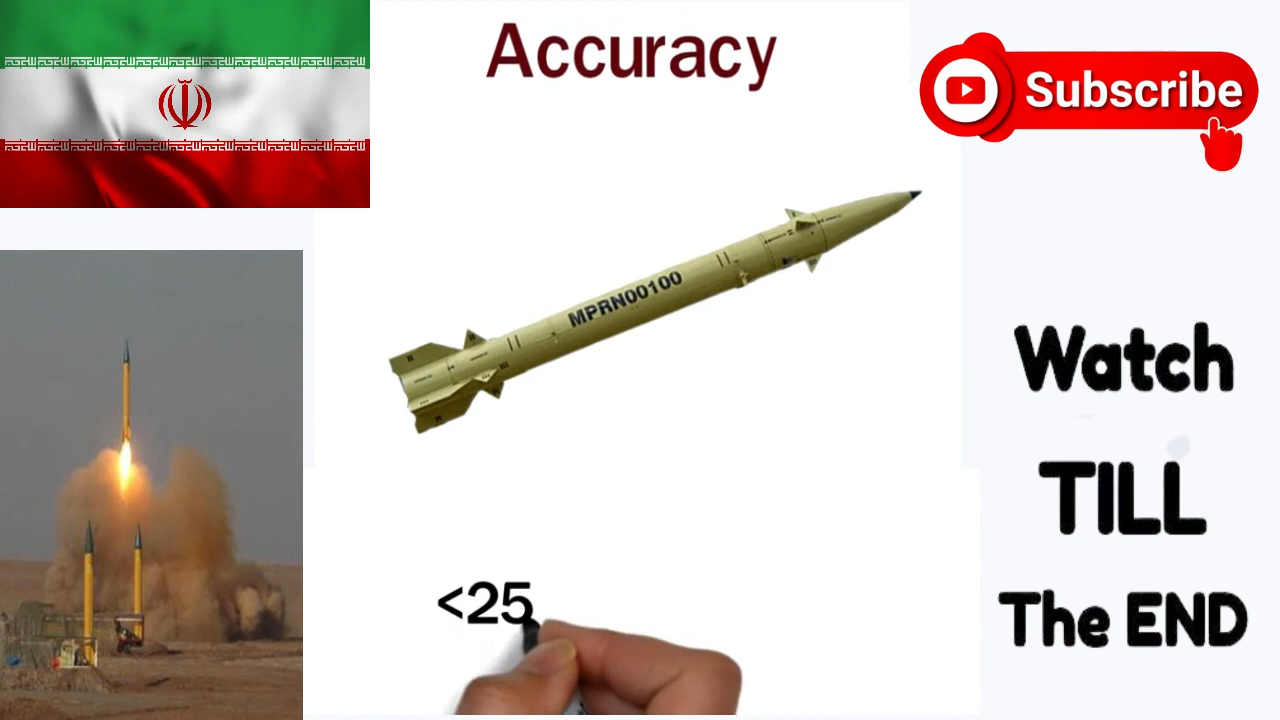 Accuracy
Subscribe
MPRN00100
Watch
TILL
The END
<25